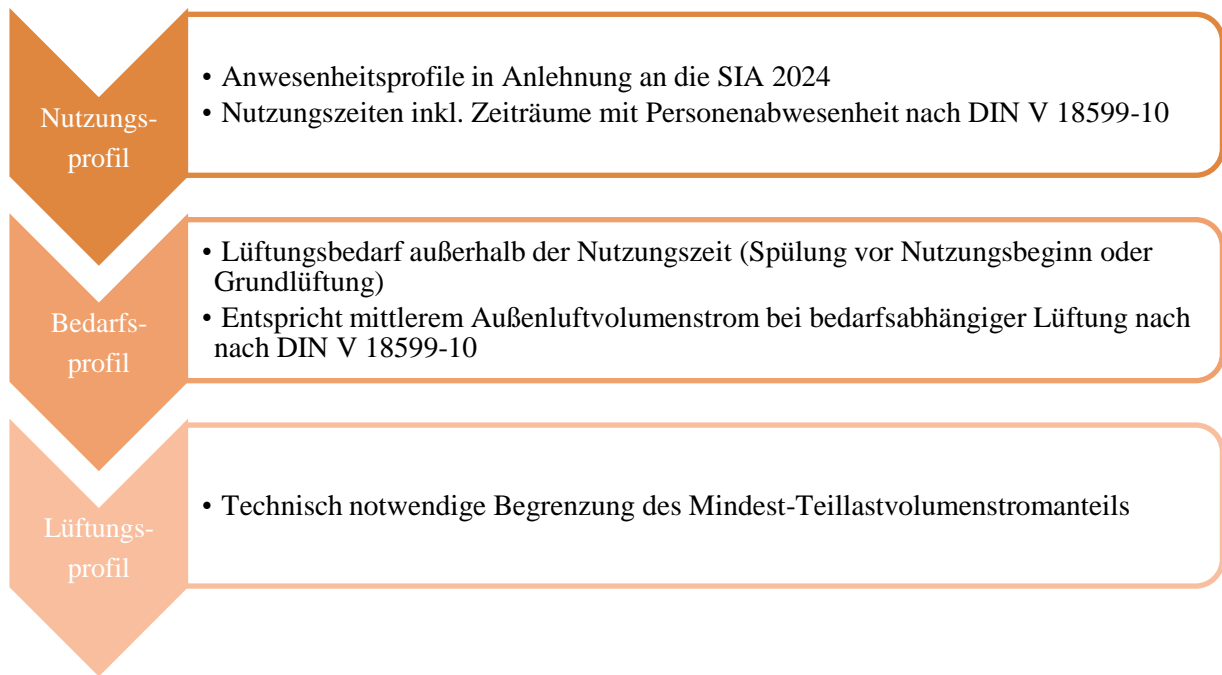 Nutzungs-
profil
• Anwesenheitsprofile in Anlehnung an die SIA 2024
• Nutzungszeiten inkl. Zeiträume mit Personenabwesenheit nach DIN V 18599-10
Bedarfs-
profil
• Lüftungsbedarf außerhalb der Nutzungszeit (Spülung vor Nutzungsbeginn oder
Grundlüftung)
• Entspricht mittlerem Außenluftvolumenstrom bei bedarfsabhängiger Lüftung nach
nach DIN V 18599-10
Lüftungs-
profil
• Technisch notwendige Begrenzung des Mindest-Teillastvolumenstromanteils